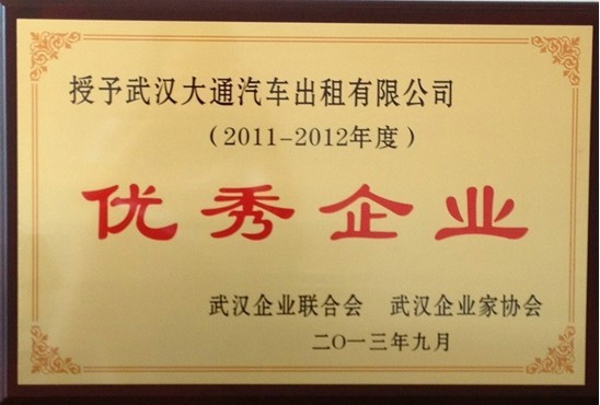 授予武汉大通汽车出租有限公司
（2011-2012年度）
优秀企业
武汉企业联合会 武汉企业家协会
二O一三年九月